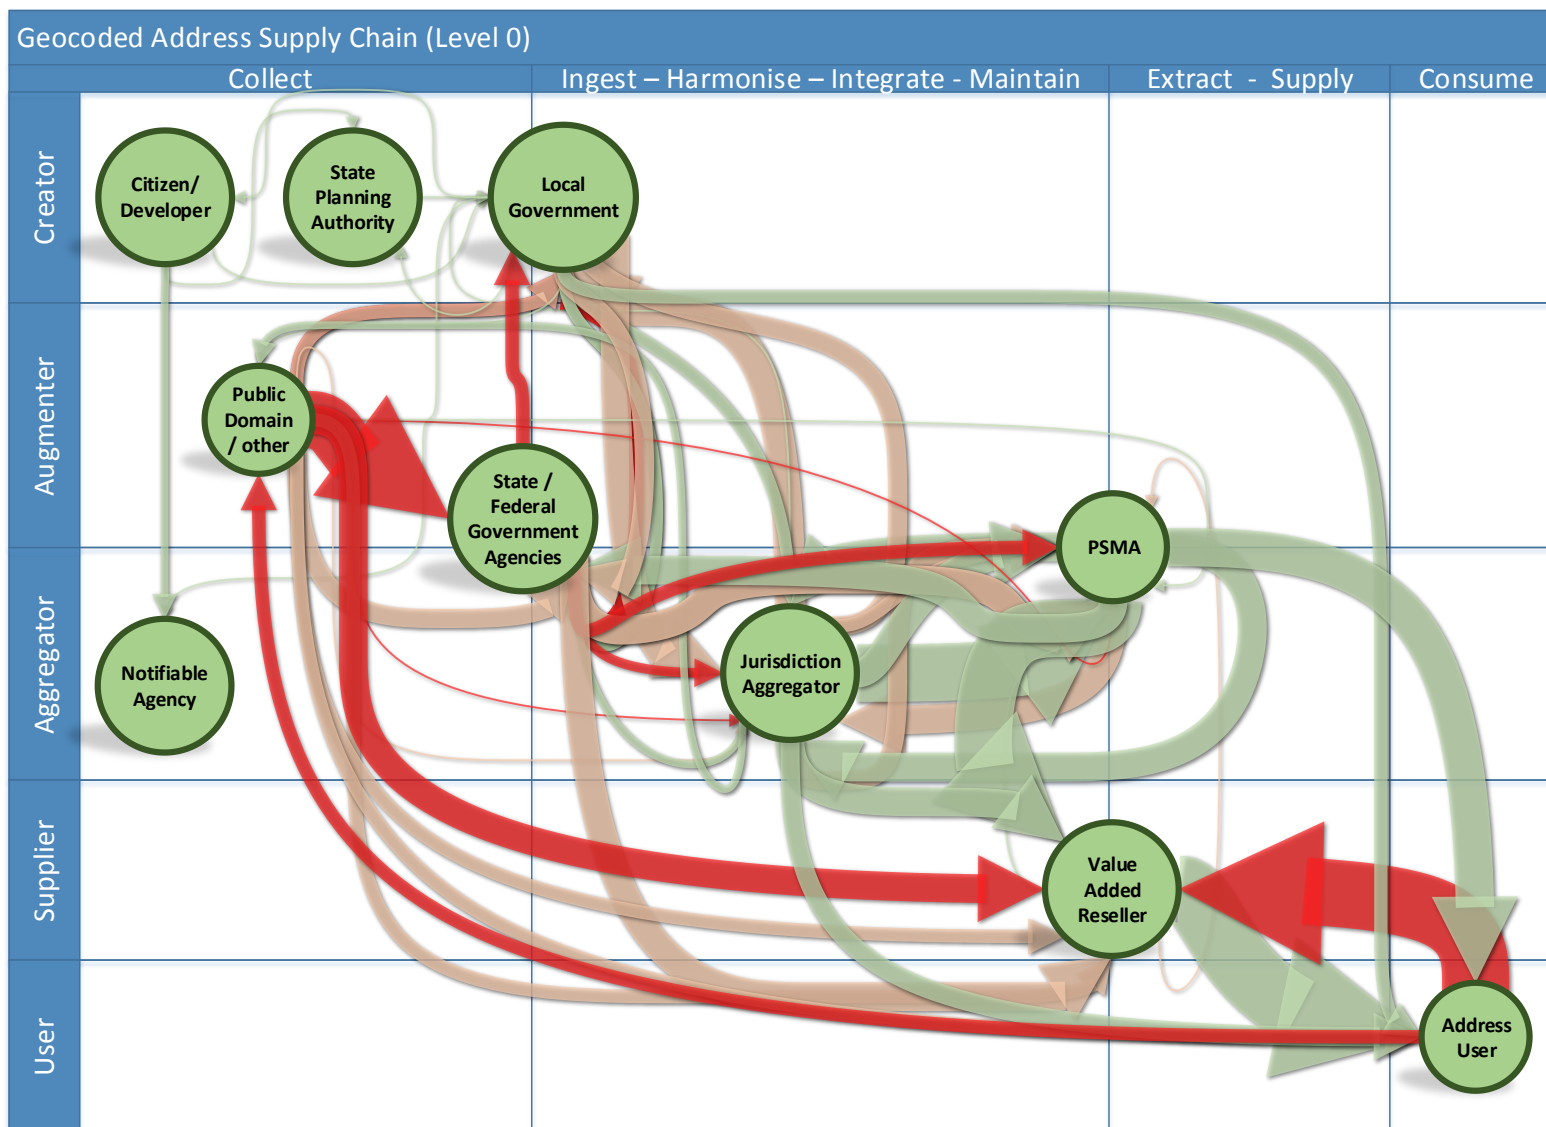 Geocoded Address Supply Chain (Level 0)
Collect
Ingest – Harmonise – Integrate - Maintain
Extract - Supply
Consume
Creator
Citizen/
Developer
State
Planning
Authority
Local
Government
Augmenter
Public
Domain
/ other
State /
Federal
Government
Agencies
PSMA
Aggregator
Notifiable
Agency
Jurisdiction
Aggregator
Supplier
Value
Added
Reseller
User
Address
User